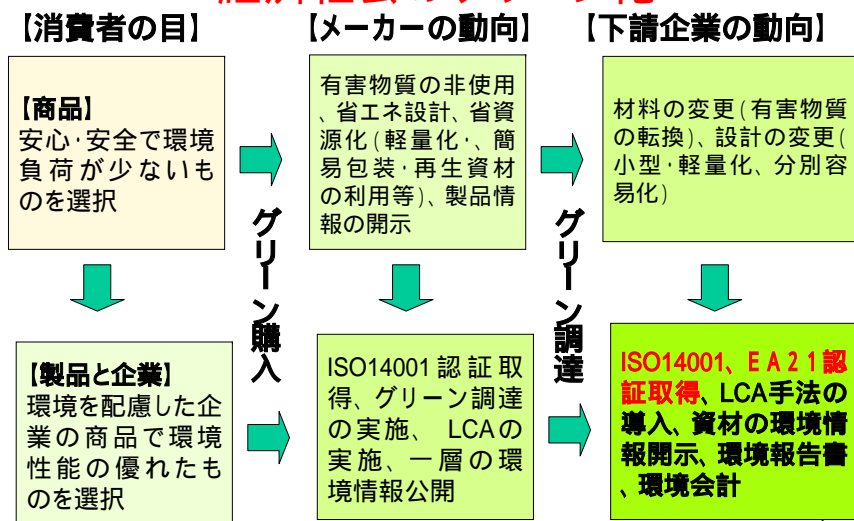 【消費者の目】
【メーカーの動向】
【下請企業の動向】
【商品】
安心・安全で環境
負荷が少ないも
のを選択
有害物質の非使用
、省エネ設計、省資
源化(軽量化・、簡
易包装・再生資材
の利用等)、製品情
報の開示
材料の変更(有害物質
の転換)、設計の変更(
小型・軽量化、分別容
易化)
グリーン購入
グリーン調達
【製品と企業】
環境を配慮した企
業の商品で環境
性能の優れたも
のを選択
ISO14001認証取
得、グリーン調達
の実施、 LCAの
実施、一層の環
境情報公開
ISO14001、EA21認
証取得、LCA手法の
導入、資材の環境情
報開示、環境報告書
、環境会計